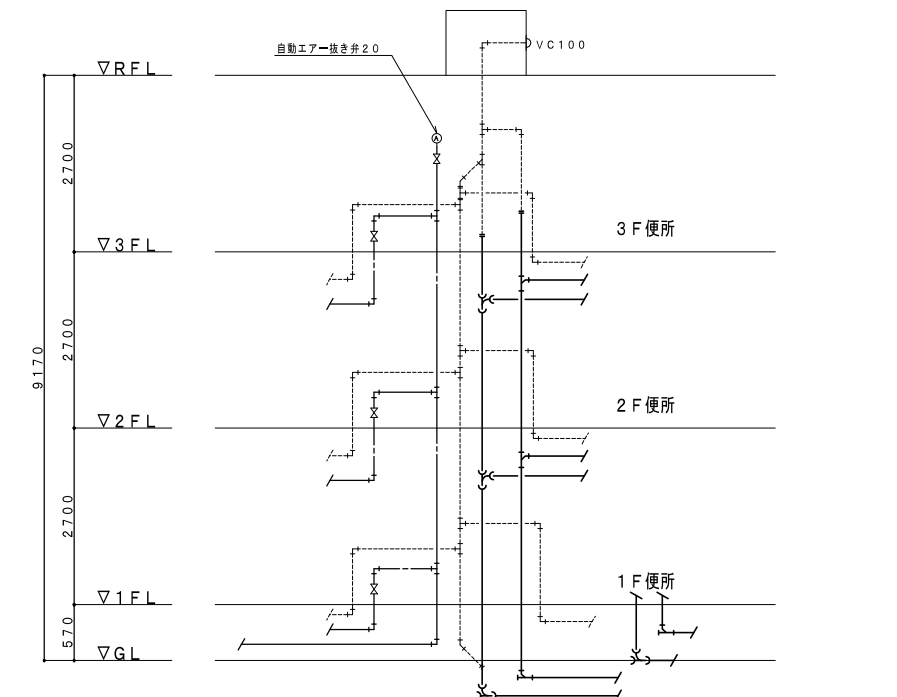 自動エアー抜き弁20
VC100
▽RFL
2700
3F便所
▽3FL
2700
9170
2F便所
▽2FL
2700
1F便所
▽1FL
570
▽GL
A